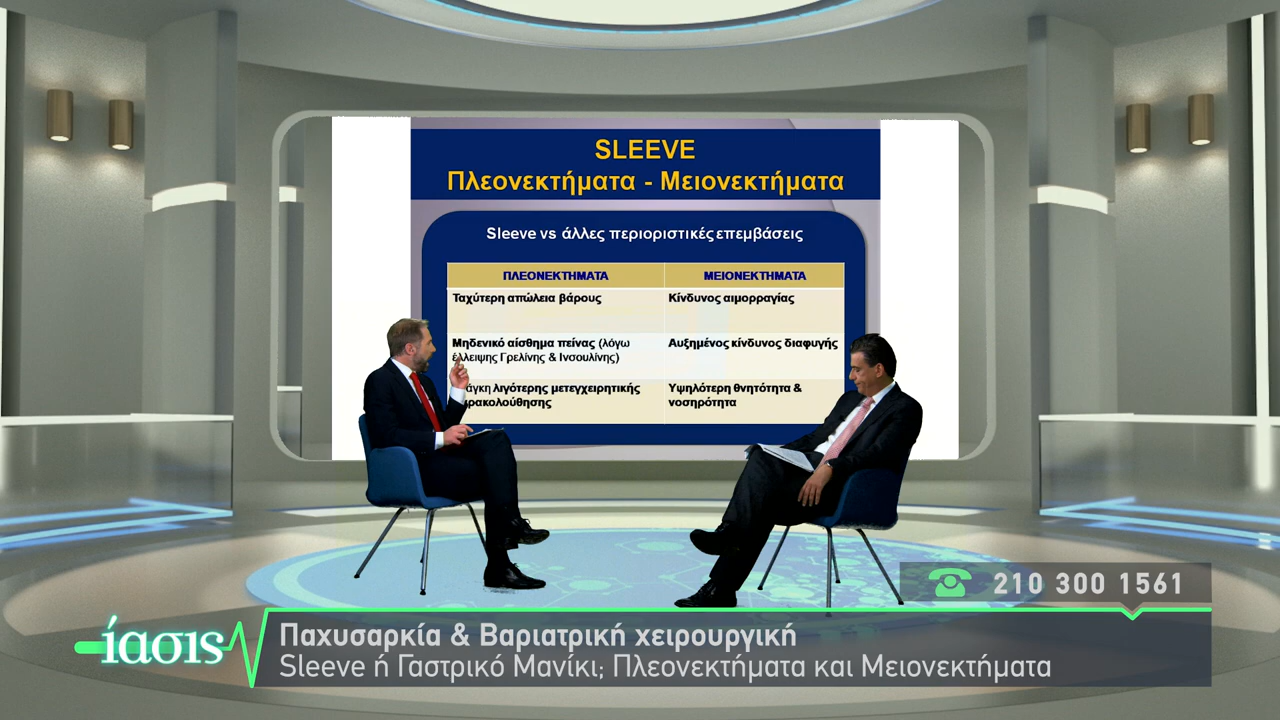 SLEEVE
Πλεονεκτήματα - Μειονεκτήματα
Sleeve vs άλλες περιοριστικές επεμβάσεις
ΠΛΕΟΝΕΚΤΗΜΑΤΑ ΜΕΙΟΝΕΚΤΗΜΑΤΑ
Ταχύτερη απώλεια βάρους Κίνδυνος αιμορραγίας
Μηδενικό αίσθημα πείνας (λόγω Αυξημένος κίνδυνος διαφυγής
έλλειψης Γρελίνης & Ινσουλίνης)
λιγότερης μετεγχειρητικής Υψηλότερη θνητότητα &
νοσηρότητα
210 300 1561
ίασις
Παχυσαρκία & Βαριατρική χειρουργική
Sleeve ή Γαστρικό Μανίκι; Πλεονεκτήματα και Μειονεκτήματα